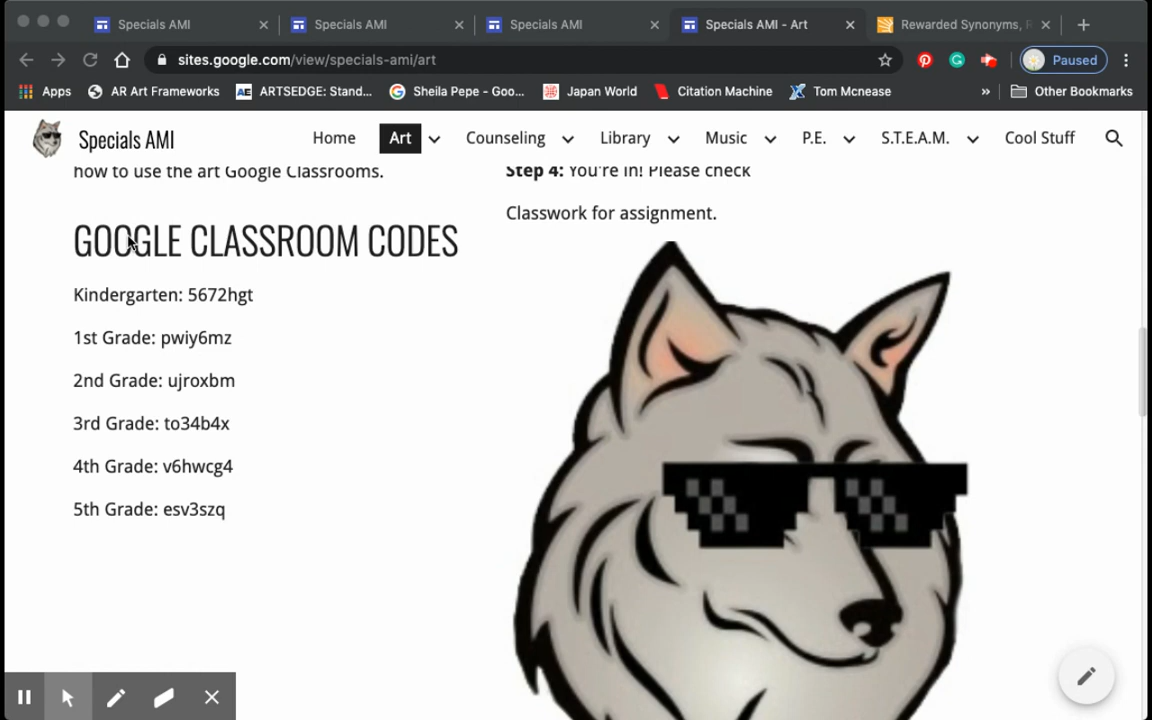 Specials AMI
Specials AMI
Specials AMI
Specials AMI - Art
Rewarded Synonyms, R
sites.google.com/view/specials-ami/art
Paused
Apps
AR Art Frameworks
ARTSEDGE: Stand...
Sheila Pepe - Goo...
Japan World
Citation Machine
Tom Mcnease
»
Other Bookmarks
Specials AMI
Home
Art
Counseling
Library
Music
P.E.
S.T.E.A.M.
Cool Stuff
how to use the art Google Classrooms.
GOOGLE CLASSROOM CODES
Kindergarten: 5672hgt
1st Grade: pwiy6mz
2nd Grade: ujroxbm
3rd Grade: to34b4x
4th Grade: v6hwcg4
5th Grade: esv3szq
Step 4: You're in! Please check
Classwork for assignment.